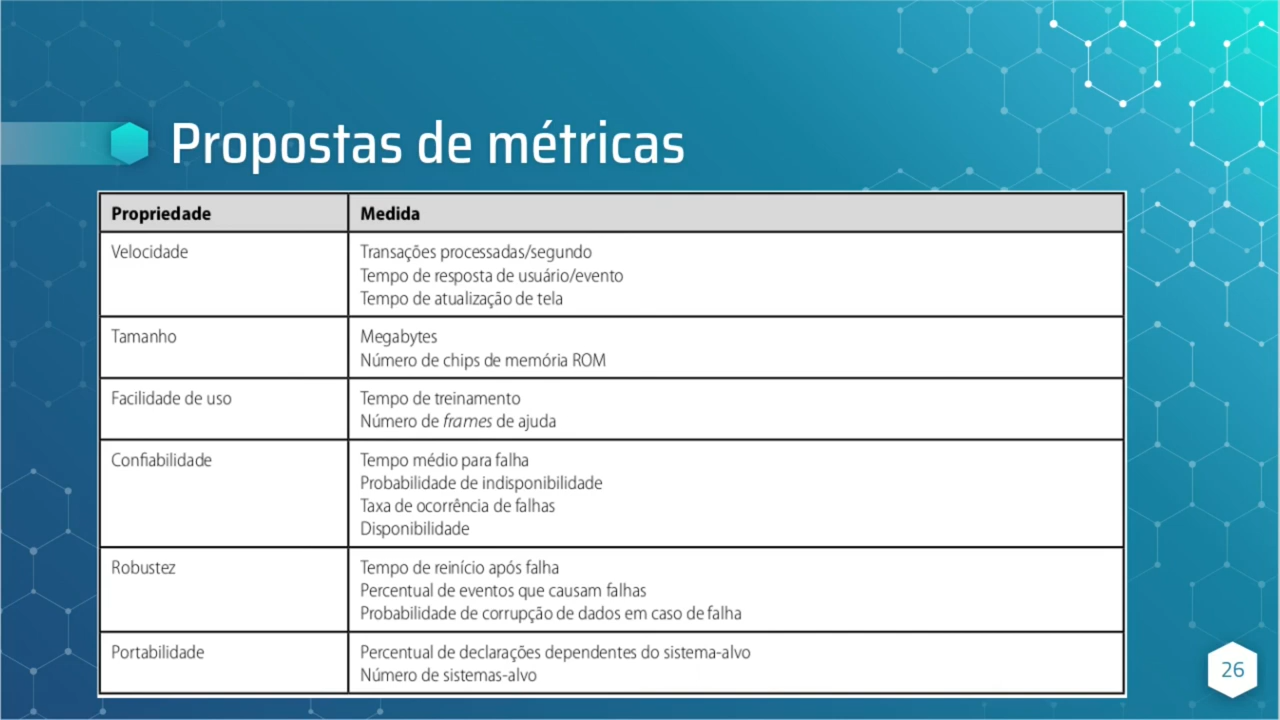 Propostas de métricas
Propriedade
Medida
Velocidade
Transações processadas/segundo
Tempo de resposta de usuário/evento
Tempo de atualização de tela
Tamanho
Megabytes
Número de chips de memória ROM
Facilidade de uso
Tempo de treinamento
Número de frames de ajuda
Confiabilidade
Tempo médio para falha
Probabilidade de indisponibilidade
Taxa de ocorrência de falhas
Disponibilidade
Robustez
Tempo de reinício após falha
Percentual de eventos que causam falhas
Probabilidade de corrupção de dados em caso de falha
Portabilidade
Percentual de declarações dependentes do sistema-alvo
Número de sistemas-alvo
26